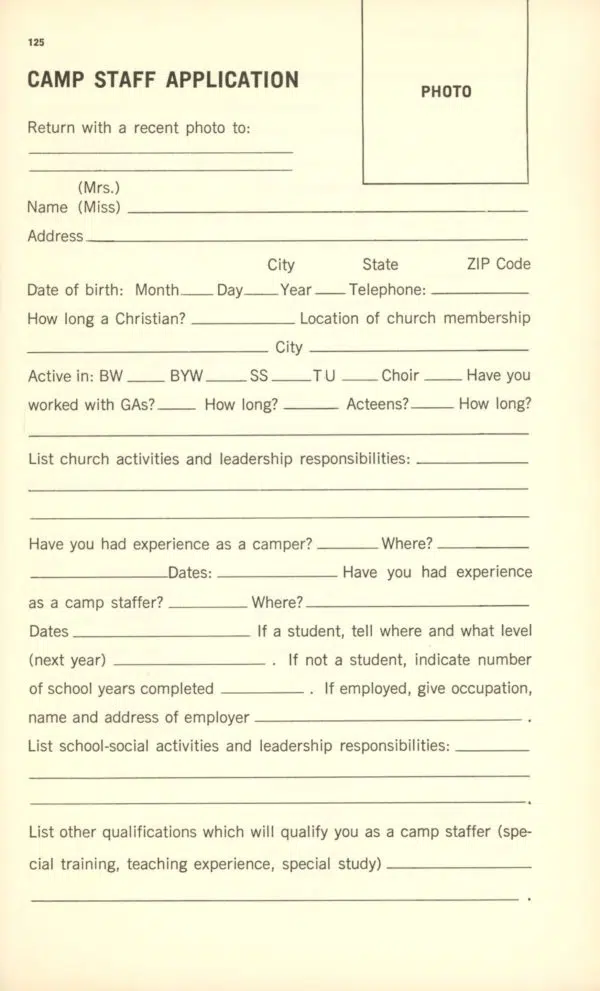 125
CAMP STAFF APPLICATION
PHOTO
Return with a recent photo to:
(Mrs.)
Name (Miss)
Address
City State ZIP Code
Date of birth: Month Day Year Telephone:
How long a Christian? Location of church membership
City
Active in: BW BYW SS TU Choir Have you
worked with GAs? How long? Acteens? How long?
List church activities and leadership responsibilities:
Have you had experience as a camper? Where?
Dates: Have you had experience
as a camp staffer? Where?
Dates If a student, tell where and what level
(next year) . If not a student, indicate number
of school years completed . If employed, give occupation,
name and address of employer .
List school-social activities and leadership responsibilities:
.
List other qualifications which will qualify you as a camp staffer (spe-
cial training, teaching experience, special study)
.